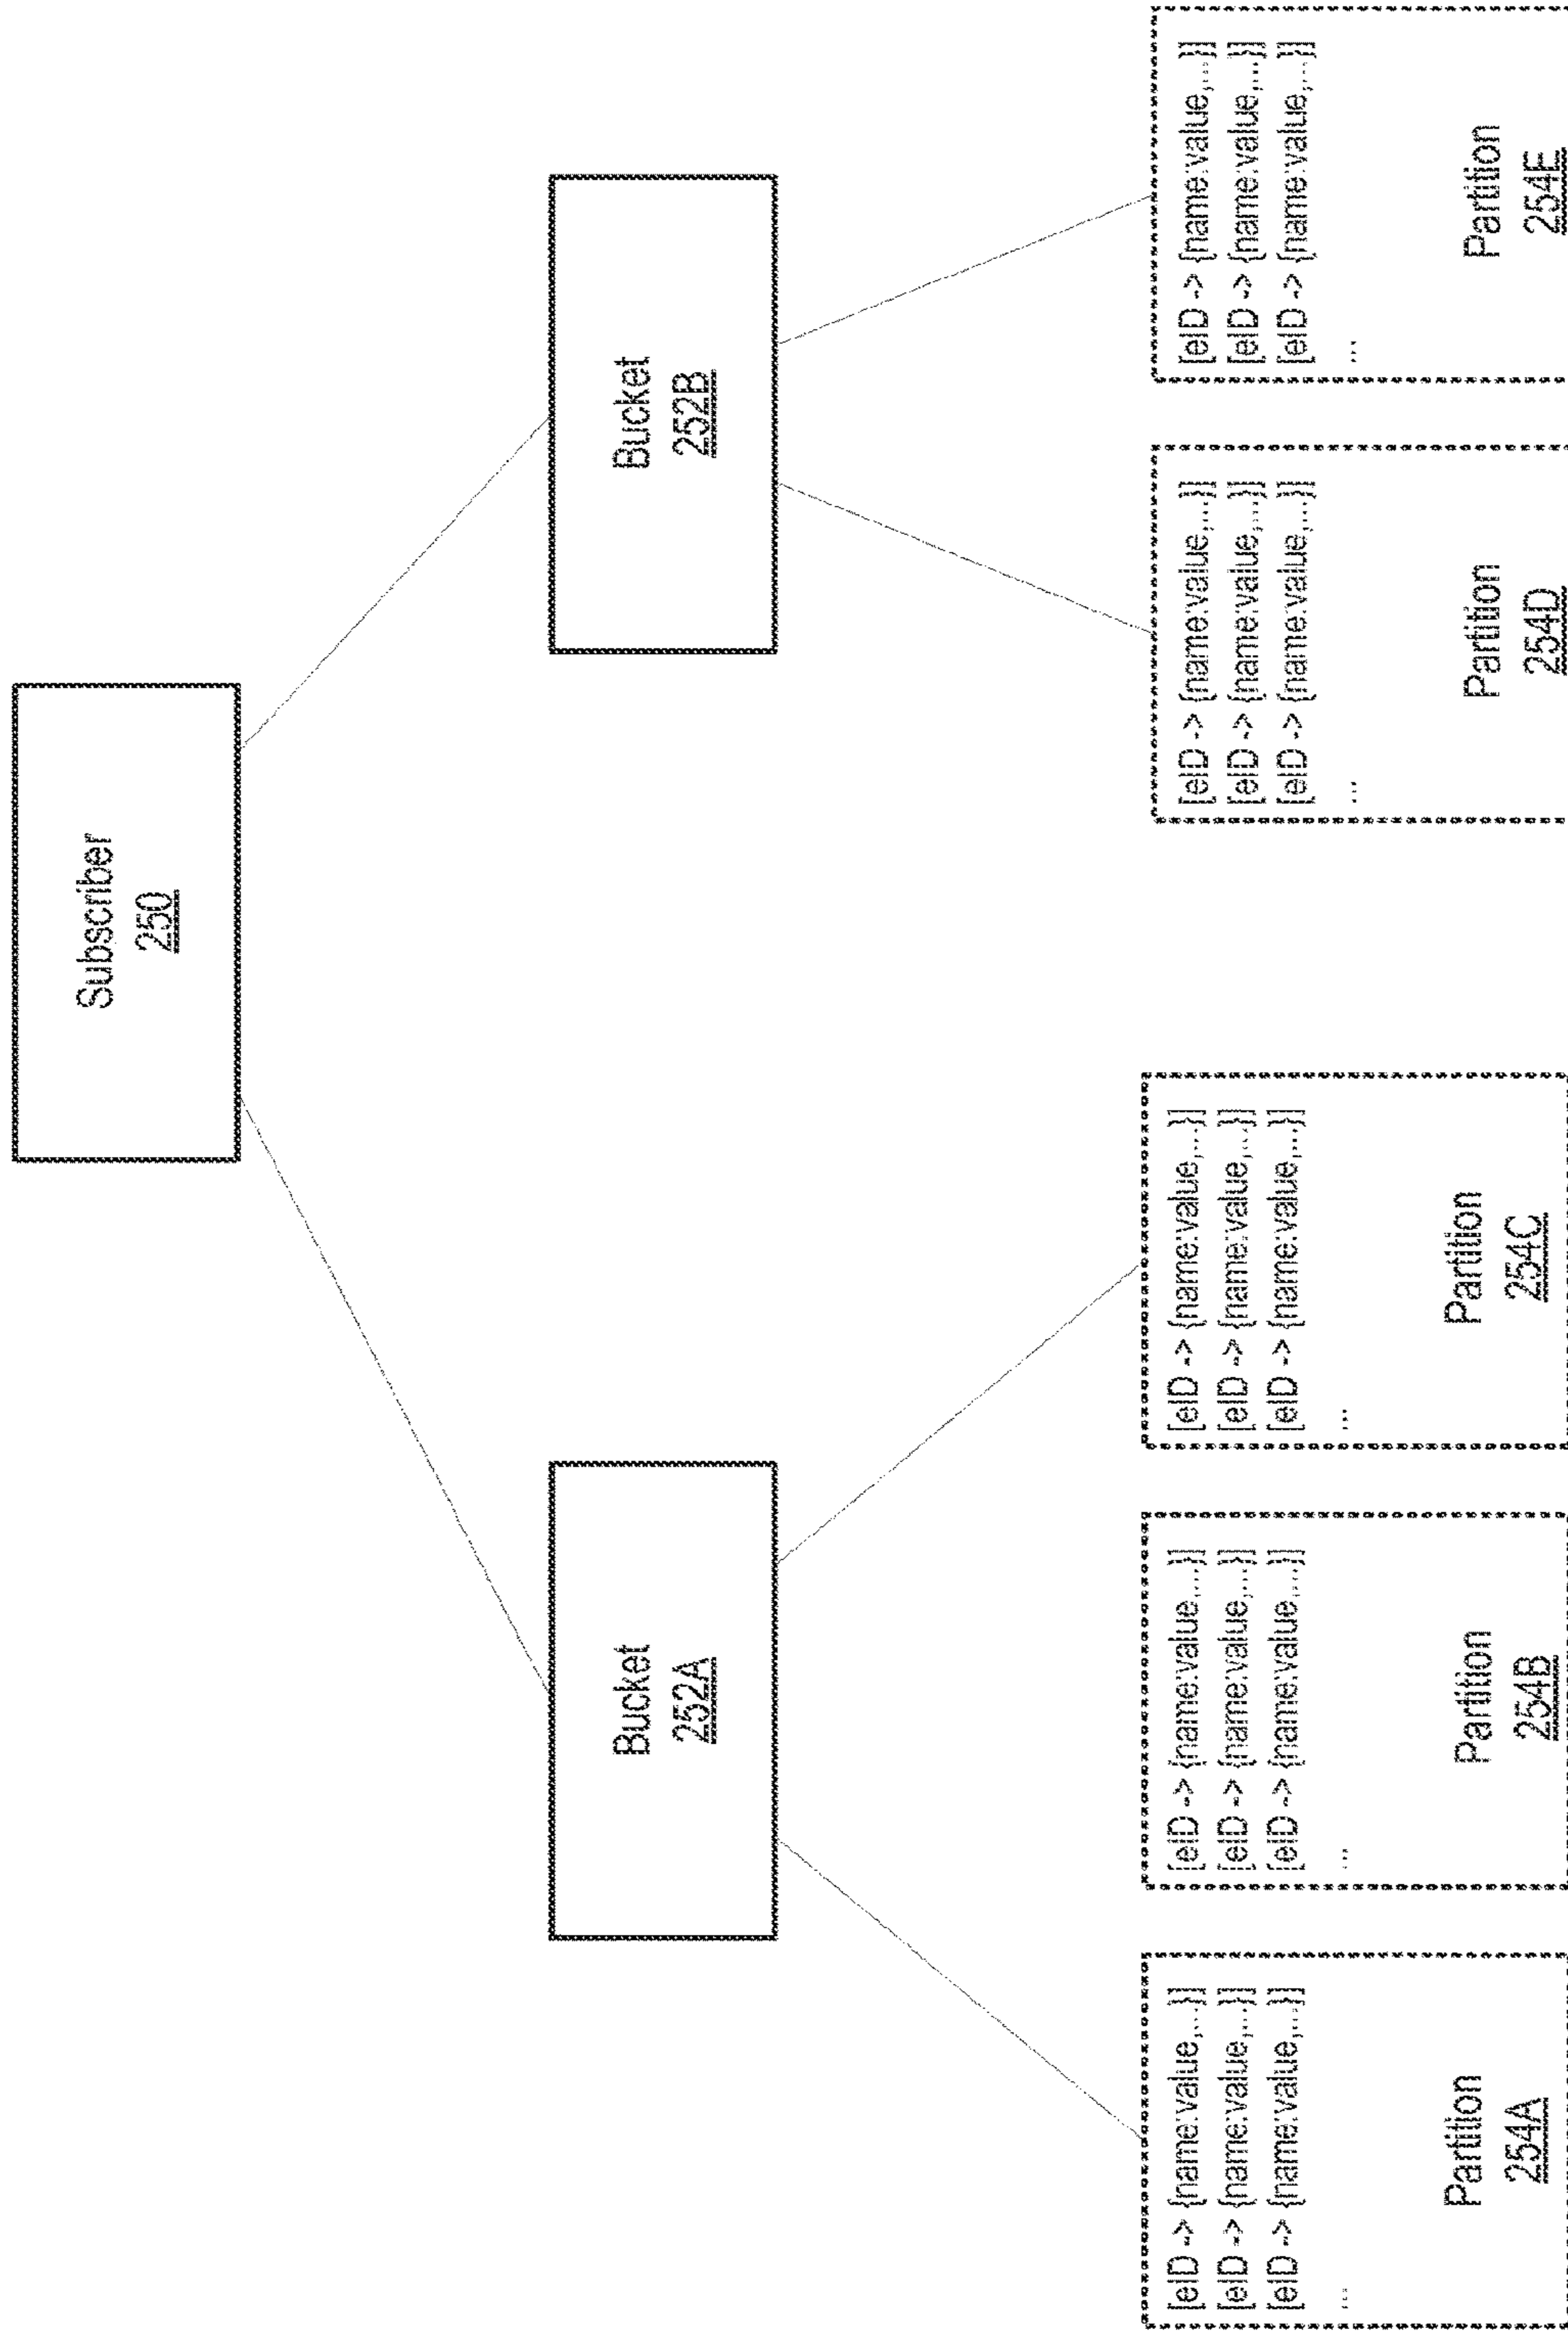 Subscriber
250
Bucket
252A
Bucket
252B
[eID -> {name:value,...}]
[eID -> {name:value,...}]
[eID -> {name:value,...}]
...
Partition
254A
[eID -> {name:value,...}]
[eID -> {name:value,...}]
[eID -> {name:value,...}]
...
Partition
254B
[eID -> {name:value,...}]
[eID -> {name:value,...}]
[eID -> {name:value,...}]
...
Partition
254C
[eID -> {name:value,...}]
[eID -> {name:value,...}]
[eID -> {name:value,...}]
...
Partition
254D
[eID -> {name:value,...}]
[eID -> {name:value,...}]
[eID -> {name:value,...}]
...
Partition
254E